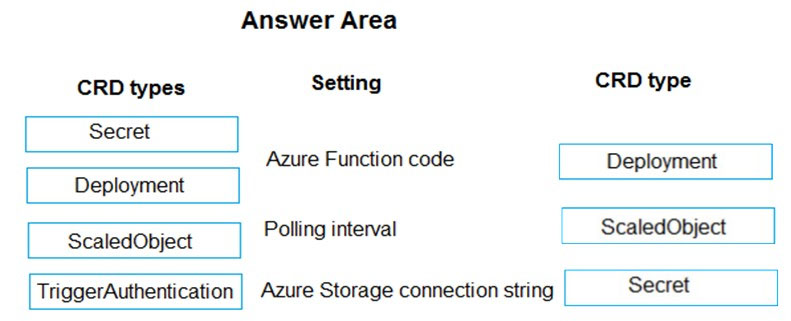 Answer Area
CRD types Setting CRD type
Secret
Azure Function code Deployment
Deployment
Polling interval ScaledObject
ScaledObject
TriggerAuthentication Azure Storage connection string Secret